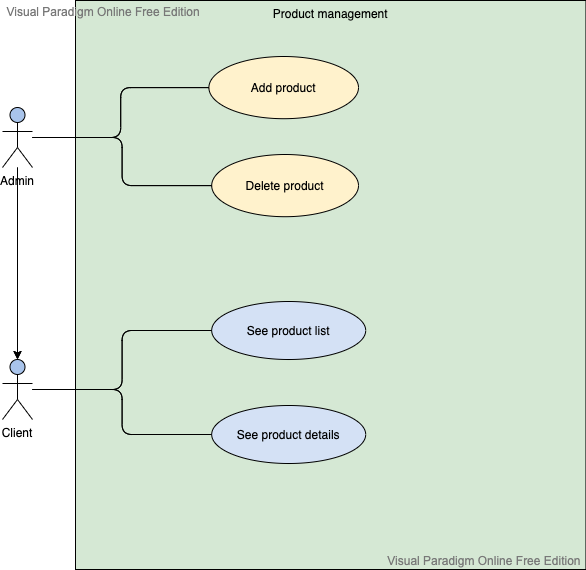 Visual Paradigm Online Free Edition
Product management
Add product
Admin
Delete product
See product list
Client
See product details
Visual Paradigm Online Free Edition